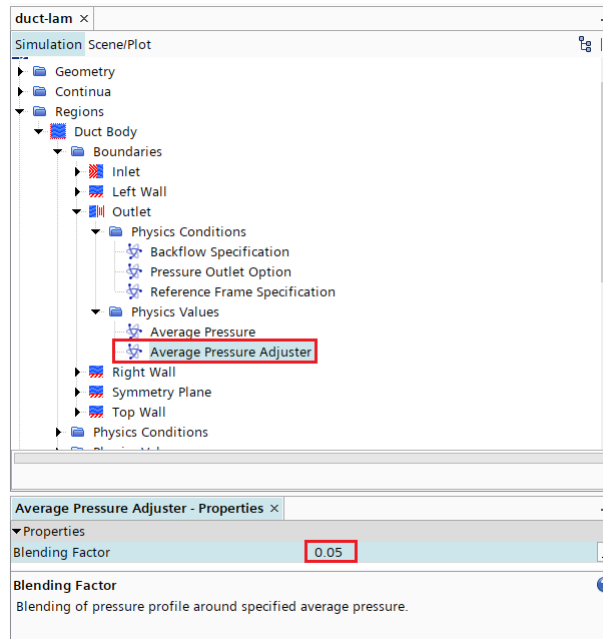 duct-lam ×
Simulation Scene/Plot
Geometry
Continua
Regions
Duct Body
Boundaries
Inlet
Left Wall
Outlet
Physics Conditions
Backflow Specification
Pressure Outlet Option
Reference Frame Specification
Physics Values
Average Pressure
Average Pressure Adjuster
Right Wall
Symmetry Plane
Top Wall
Physics Conditions
Average Pressure Adjuster - Properties ×
Properties
Blending Factor 0.05
Blending Factor
Blending of pressure profile around specified average pressure.